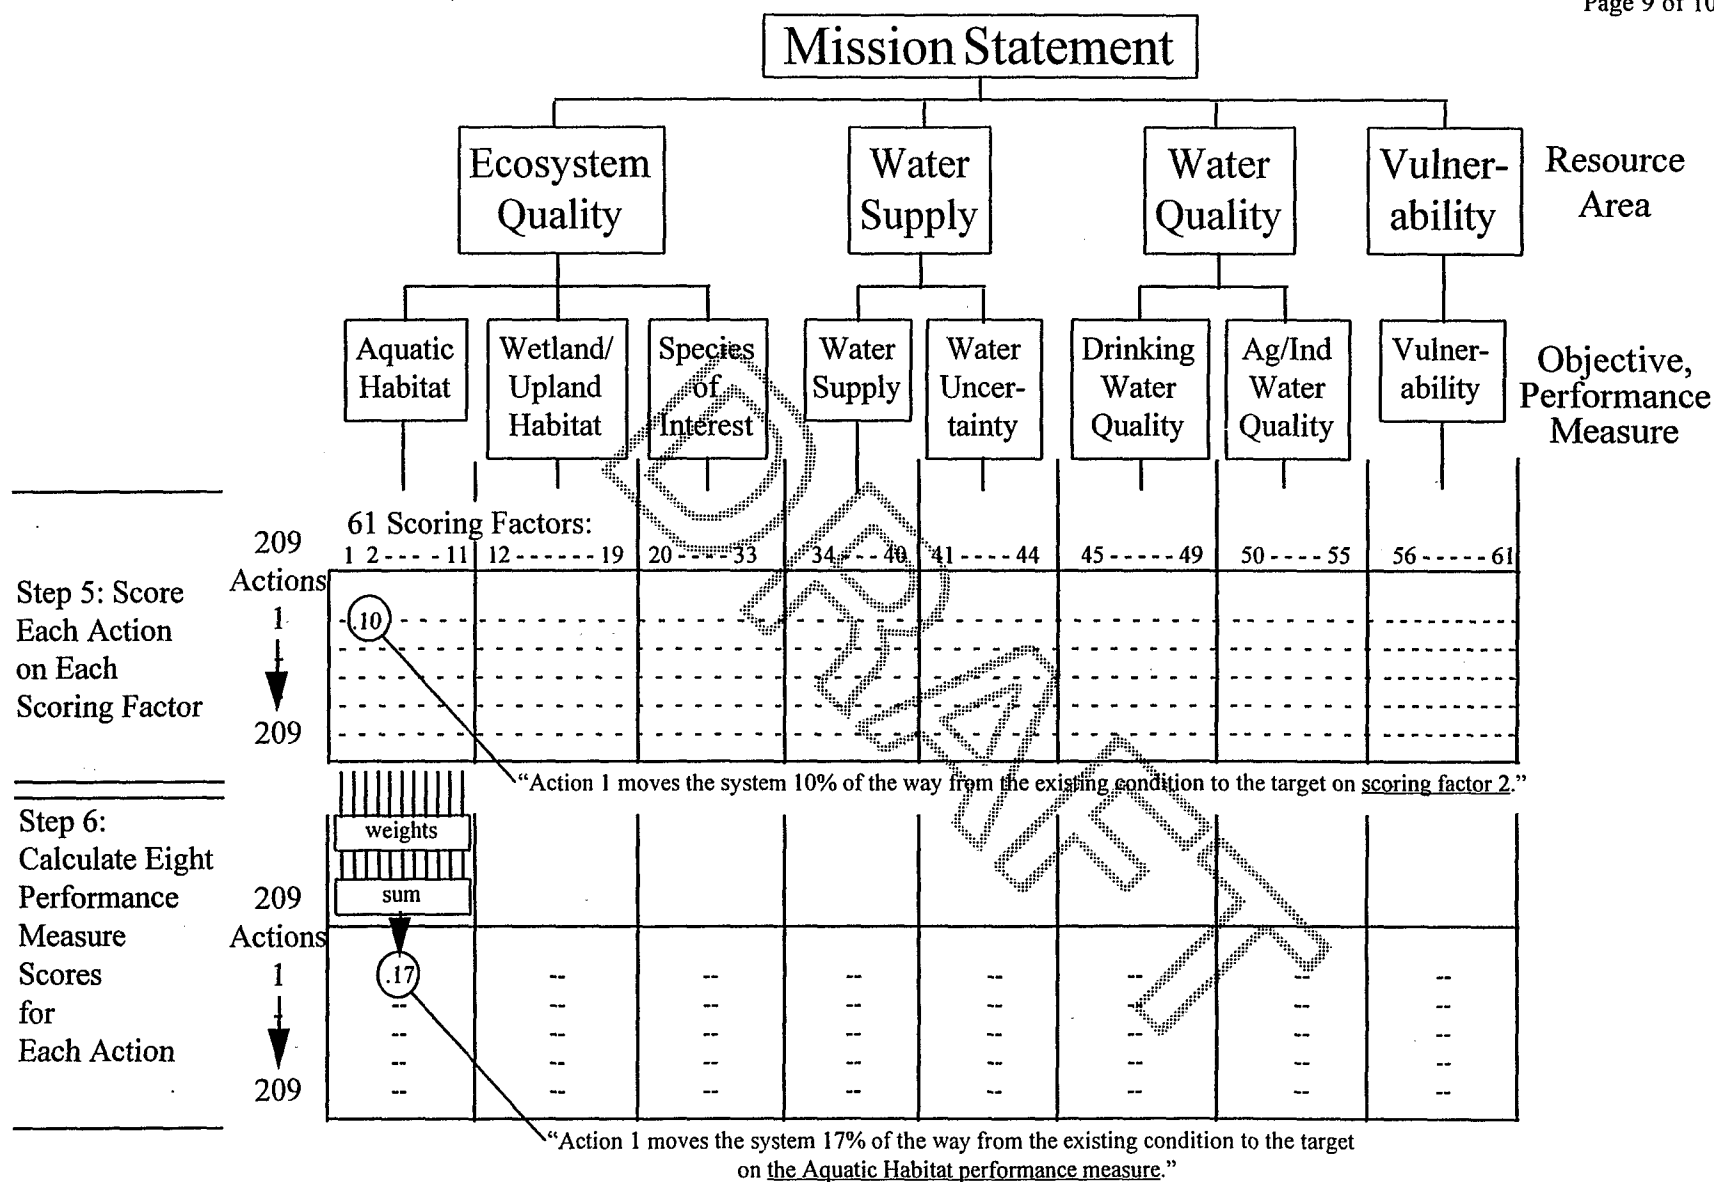 Page 9 of 10
Mission Statement
Ecosystem
Quality
Water
Supply
Water
Quality
Vulner-
ability
Resource
Area
Aquatic
Habitat
Wetland/
Upland
Habitat
Species
of
Interest
Water
Supply
Water
Uncer-
tainty
Drinking
Water
Quality
Ag/Ind
Water
Quality
Vulner-
ability
Objective,
Performance
Measure
61 Scoring Factors:
209
Actions
1 2 - - - - 11 12 - - - - - - 19 20 - - - - 33 34 - - - 40 41 - - - - 44 45 - - - - - 49 50 - - - - 55 56 - - - - - 61
Step 5: Score
Each Action
on Each
Scoring Factor
1
209
.10
"Action 1 moves the system 10% of the way from the existing condition to the target on scoring factor 2."
Step 6:
Calculate Eight
Performance
Measure
Scores
for
Each Action
weights
sum
209
Actions
1
209
.17
"Action 1 moves the system 17% of the way from the existing condition to the target
on the Aquatic Habitat performance measure."
DRAFT